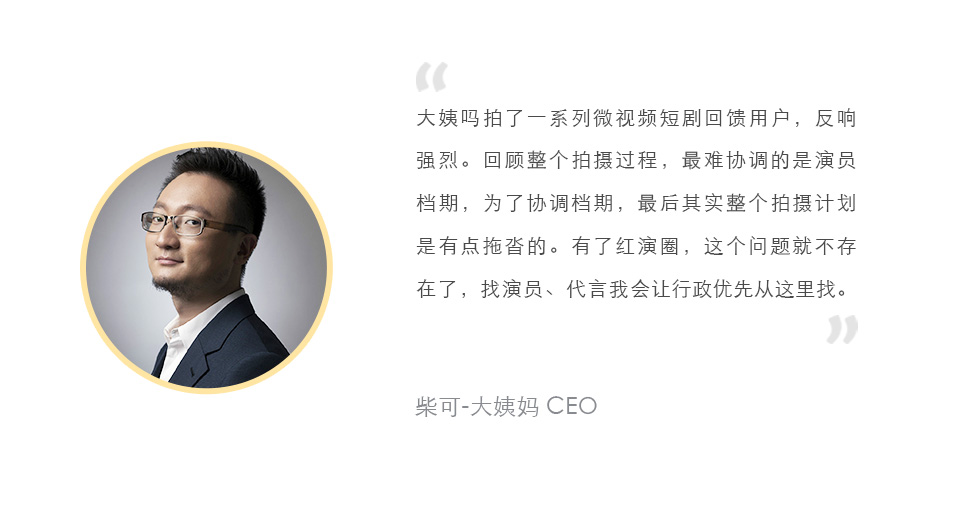 “
大姨吗拍了一系列微视频短剧回馈用户，反响
强烈。回顾整个拍摄过程，最难协调的是演员
档期，为了协调档期，最后其实整个拍摄计划
是有点拖沓的。有了红演圈，这个问题就不存
在了，找演员、代言我会让行政优先从这里找。
”
柴可-大姨妈 CEO